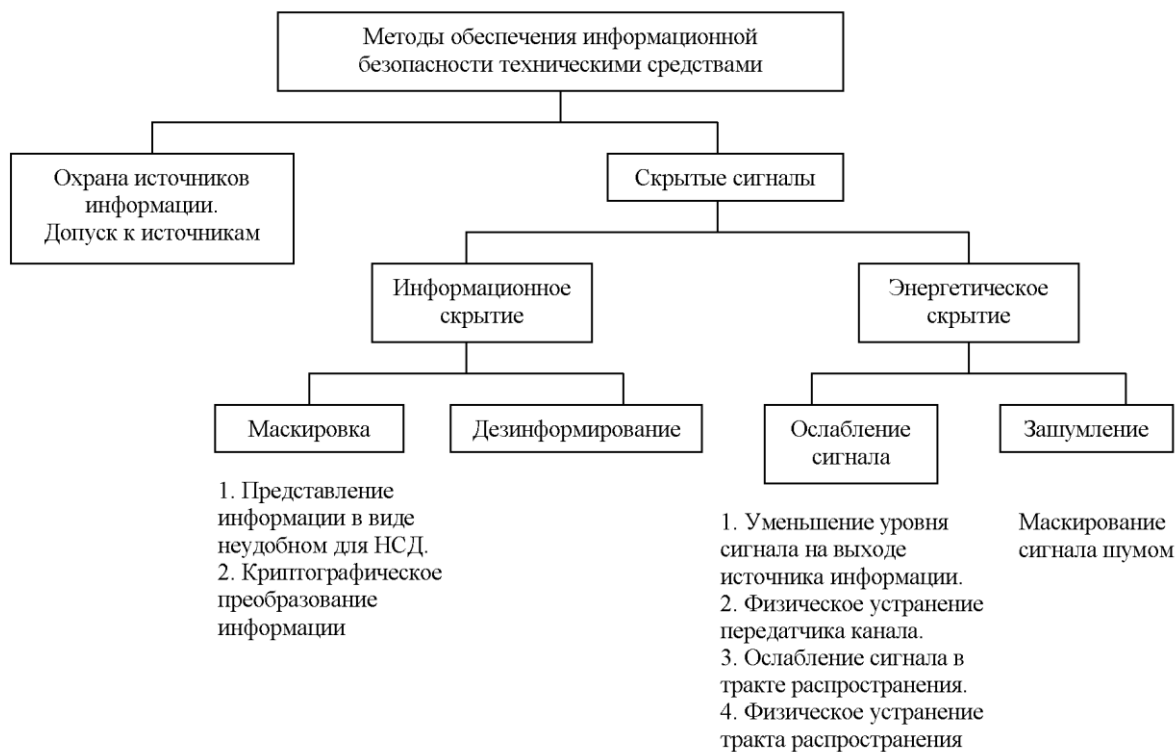 Методы обеспечения информационной
безопасности техническими средствами
Охрана источников
информации.
Допуск к источникам
Скрытые сигналы
Информационное
скрытие
Энергетическое
скрытие
Маскировка
Дезинформирование
Ослабление
сигнала
Зашумление
1. Представление
информации в виде
неудобном для НСД.
2. Криптографическое
преобразование
информации
1. Уменьшение уровня
сигнала на выходе
источника информации.
2. Физическое устранение
передатчика канала.
3. Ослабление сигнала в
тракте распространения.
4. Физическое устранение
тракта распространения
Маскирование
сигнала шумом